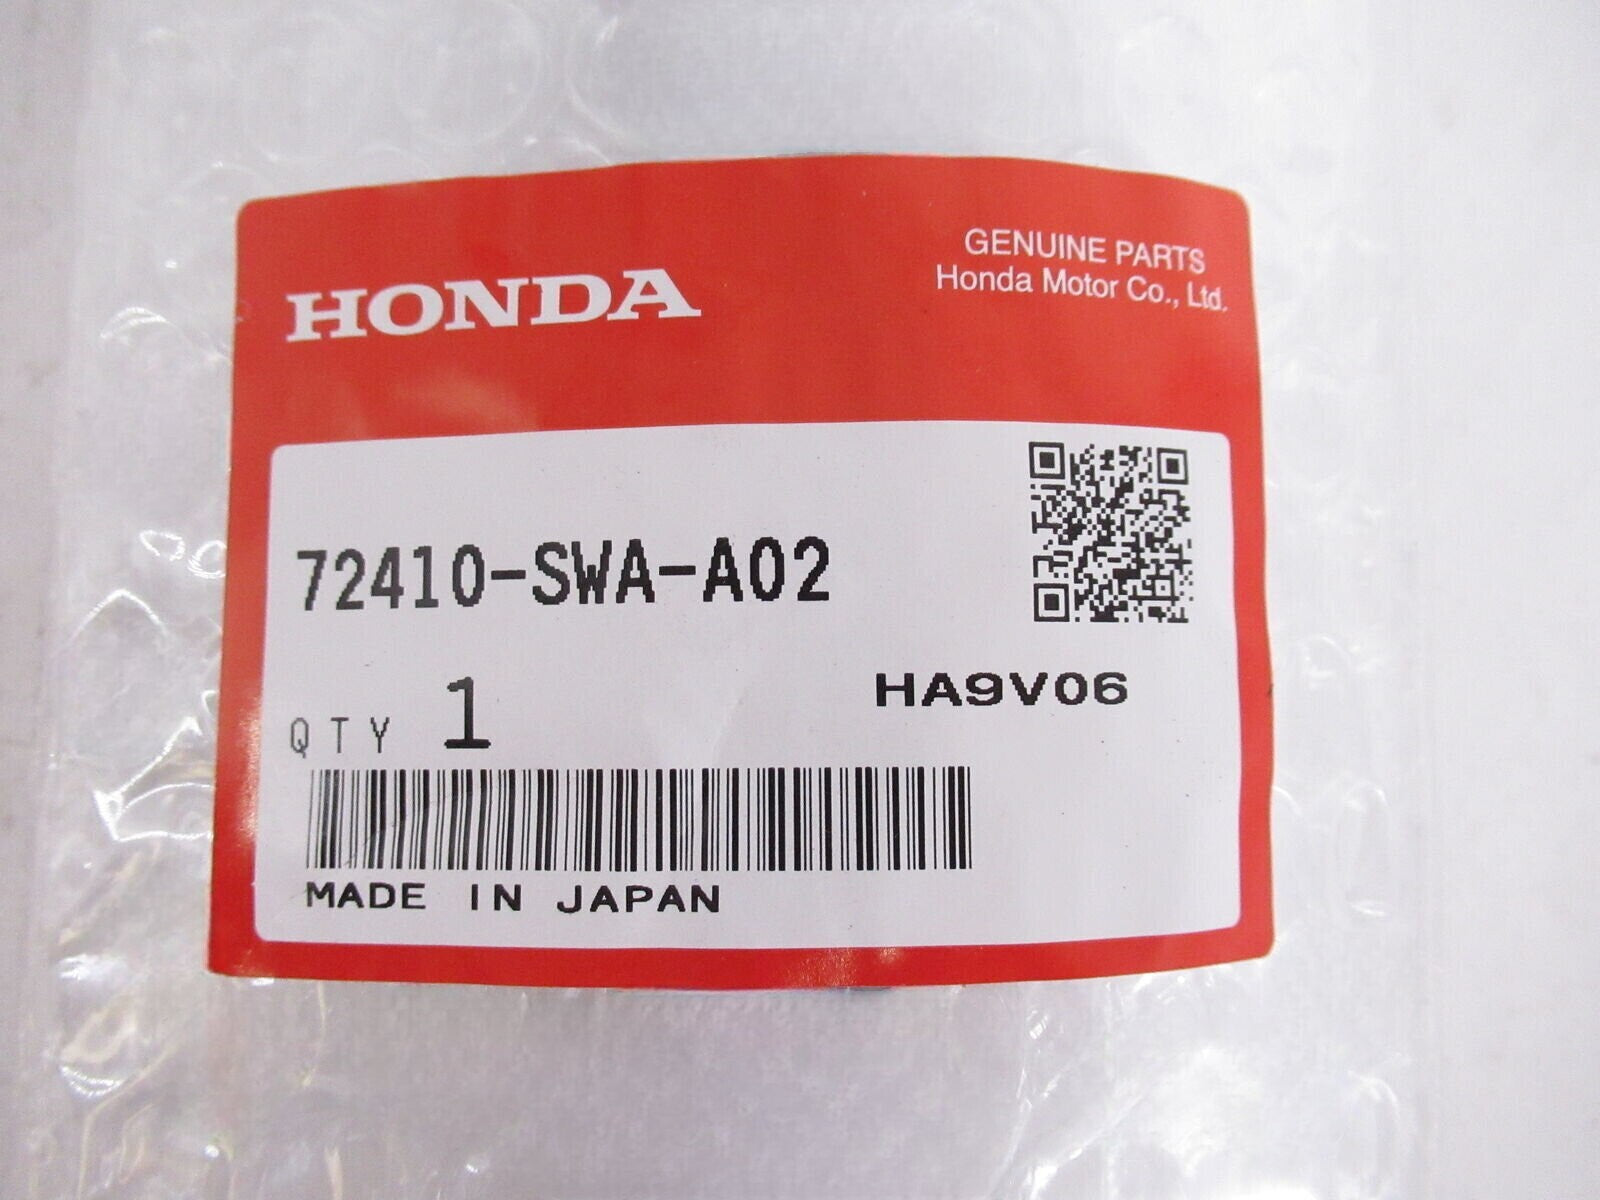 HONDA
GENUINE PARTS
Honda Motor Co., Ltd.
72410-SWA-A02
HA9V06
QTY 1
MADE IN JAPAN